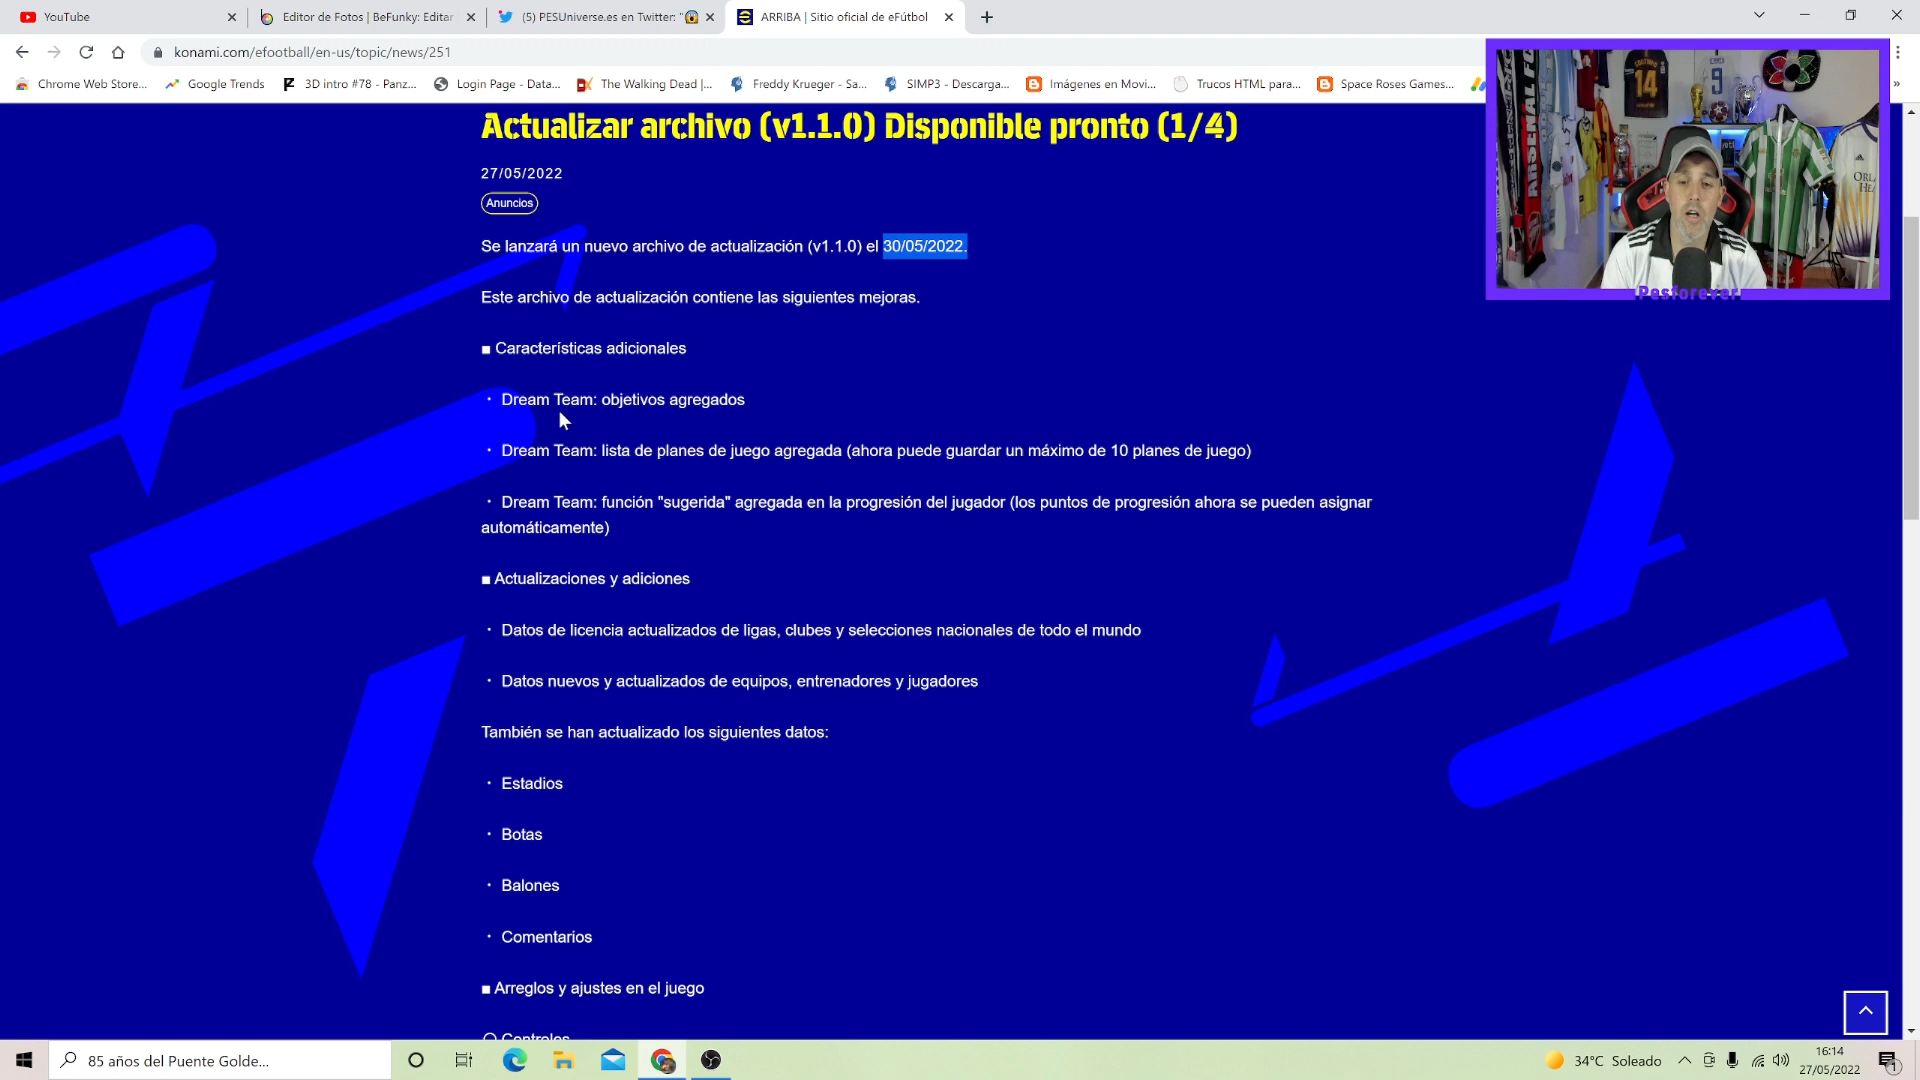 YouTube
Editor de Fotos | BeFunky: Editar
(5) PESUniverse.es en Twitter: "
ARRIBA | Sitio oficial de eFútbol
konami.com/efootball/en-us/topic/news/251
Chrome Web Store...
Google Trends
3D intro #78 - Panz...
Login Page - Data...
The Walking Dead |...
Freddy Krueger - Sa...
SIMP3 - Descarga...
Imágenes en Movi...
Trucos HTML para...
Space Roses Games...
Actualizar archivo (v1.1.0) Disponible pronto (1/4)
27/05/2022
Anuncios
Se lanzará un nuevo archivo de actualización (v1.1.0) el 30/05/2022.
Este archivo de actualización contiene las siguientes mejoras.
■ Características adicionales
・ Dream Team: objetivos agregados
・ Dream Team: lista de planes de juego agregada (ahora puede guardar un máximo de 10 planes de juego)
・ Dream Team: función "sugerida" agregada en la progresión del jugador (los puntos de progresión ahora se pueden asignar
automáticamente)
■ Actualizaciones y adiciones
・ Datos de licencia actualizados de ligas, clubes y selecciones nacionales de todo el mundo
・ Datos nuevos y actualizados de equipos, entrenadores y jugadores
También se han actualizado los siguientes datos:
・ Estadios
・ Botas
・ Balones
・ Comentarios
■ Arreglos y ajustes en el juego
○ Controles
Pesforever
ARSENAL
14
9
85 años del Puente Golde...
34°C Soleado
16:14
27/05/2022
1